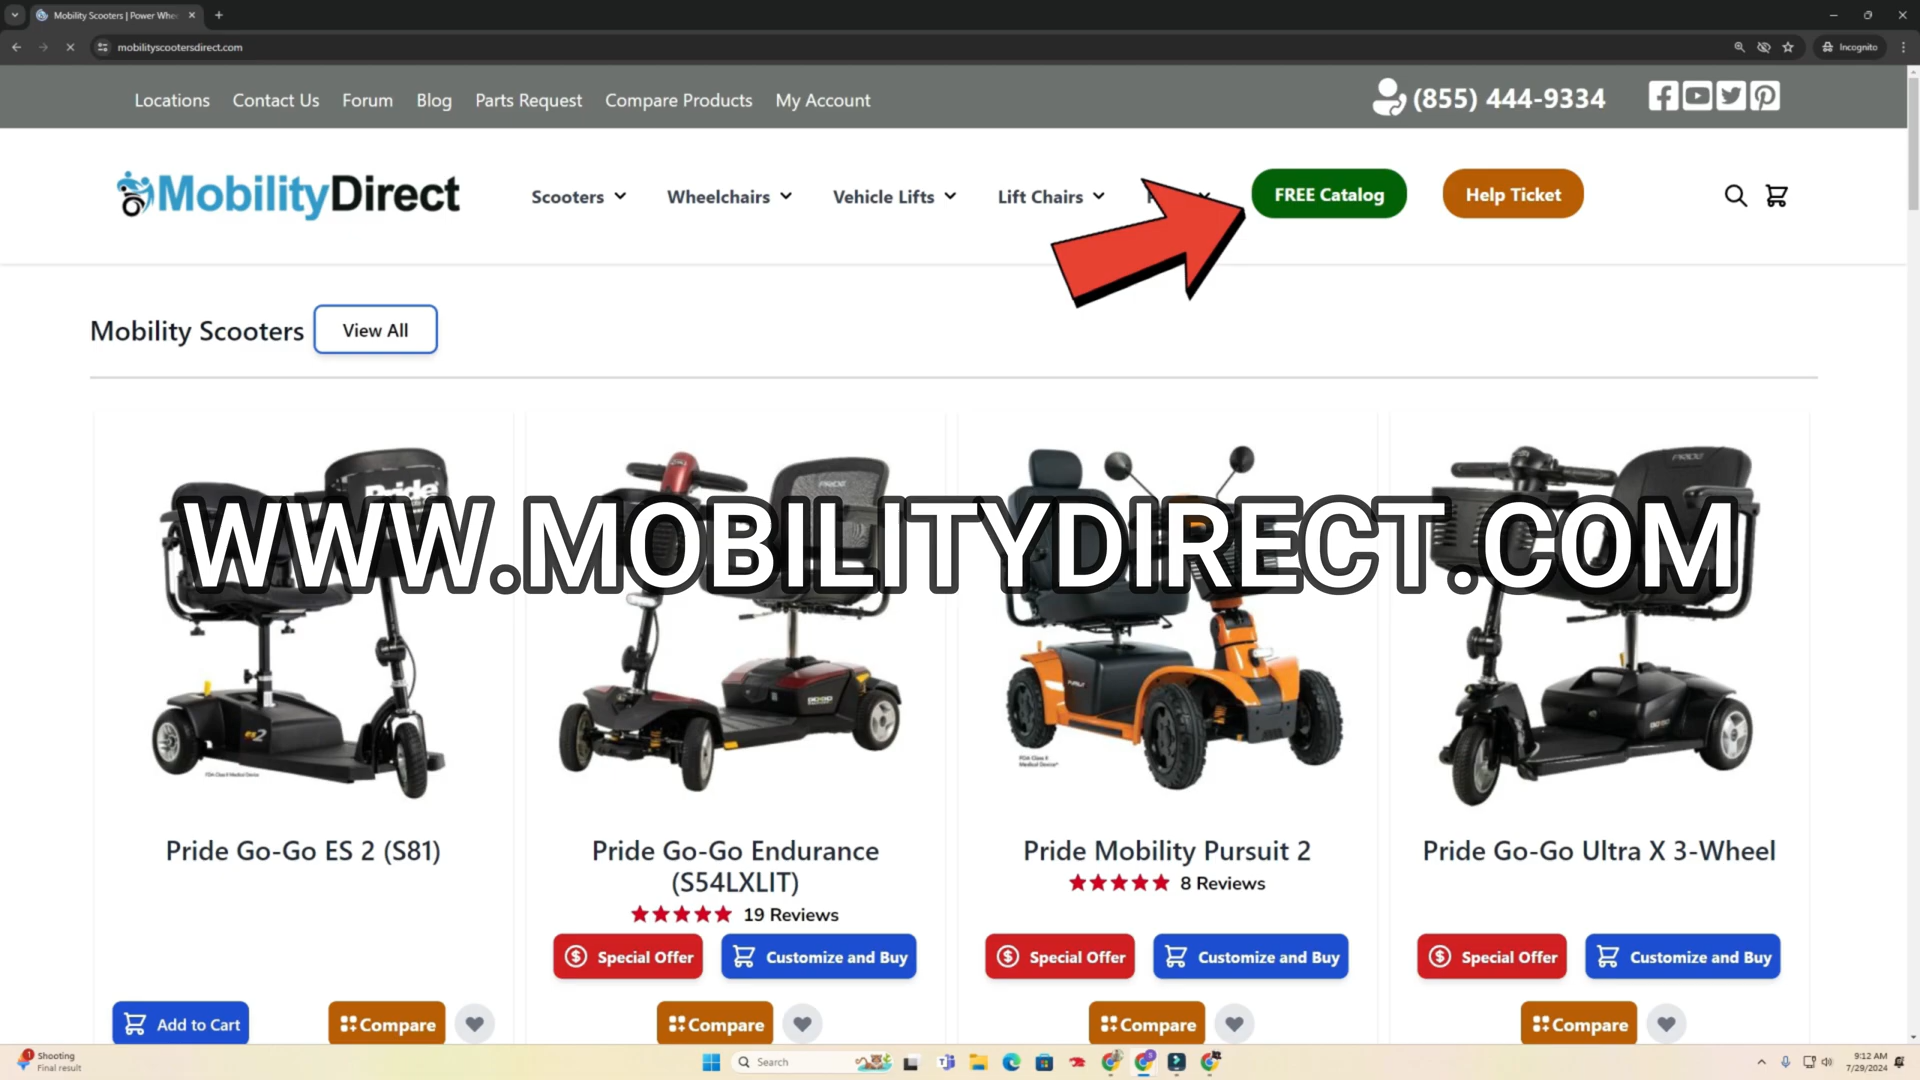 Mobility Scooters | Power Whe
mobilityscootersdirect.com
Incognito
Locations Contact Us Forum Blog Parts Request Compare Products My Account
(855) 444-9334
MobilityDirect
Scooters Wheelchairs Vehicle Lifts Lift Chairs
FREE Catalog Help Ticket
Mobility Scooters View All
WWW.MOBILITYDIRECT.COM
Pride Go-Go ES 2 (S81)
Pride Go-Go Endurance
(S54LXLIT)
19 Reviews
Special Offer Customize and Buy
Pride Mobility Pursuit 2
8 Reviews
Special Offer Customize and Buy
Pride Go-Go Ultra X 3-Wheel
Special Offer Customize and Buy
Add to Cart Compare
Compare
Compare
Compare
Shooting
Final result
Search
9:12 AM
7/29/2024